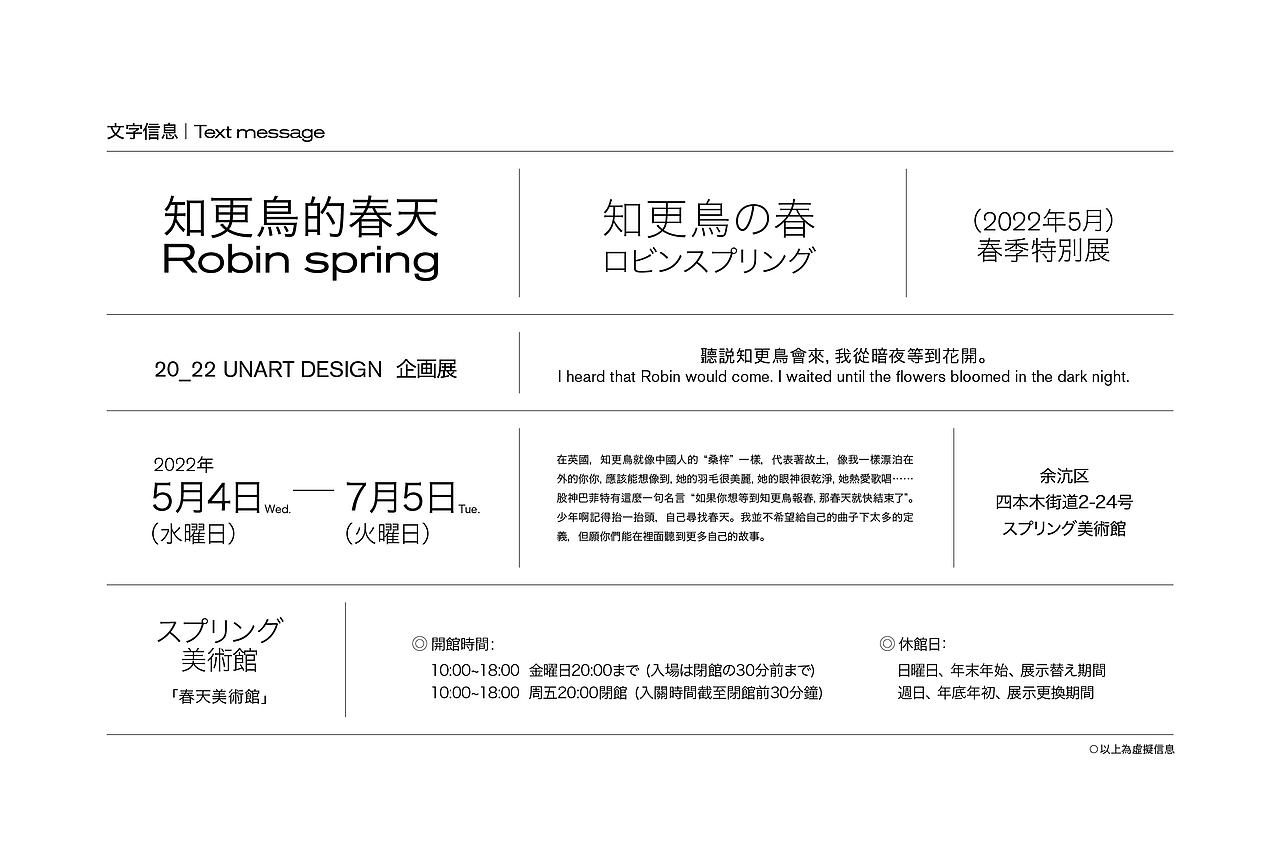 文字信息 | Text message
知更鳥的春天
Robin spring
知更鳥の春
ロビンスプリング
（2022年5月）
春季特別展
20_22 UNART DESIGN 企画展
聽説知更鳥會來, 我從暗夜等到花開。
I heard that Robin would come. I waited until the flowers bloomed in the dark night.
2022年
5月4日Wed. — 7月5日Tue.
（水曜日） （火曜日）
在英國, 知更鳥就像中國人的 “桑梓” 一樣, 代表著故土, 像我一樣漂泊在
外的你你, 應該能想像到, 她的羽毛很美麗, 她的眼神很乾淨, 她熱愛歌唱……
股神巴菲特有這麼一句名言 “如果你想等到知更鳥報春, 那春天就快結束了”。
少年啊記得抬一抬頭, 自己尋找春天。我並不希望給自己的曲子下太多的定
義, 但願你們能在裡面聽到更多自己的故事。
余沆区
四本木街道2-24号
スプリング美術館
スプリング
美術館
「春天美術館」
◎ 開館時間:
10:00~18:00 金曜日20:00まで (入場は閉館の30分前まで)
10:00~18:00 周五20:00閉館 (入關時間截至閉館前30分鐘)
◎ 休館日:
日曜日、年末年始、展示替え期間
週日、年底年初、展示更換期間
○以上為虛擬信息